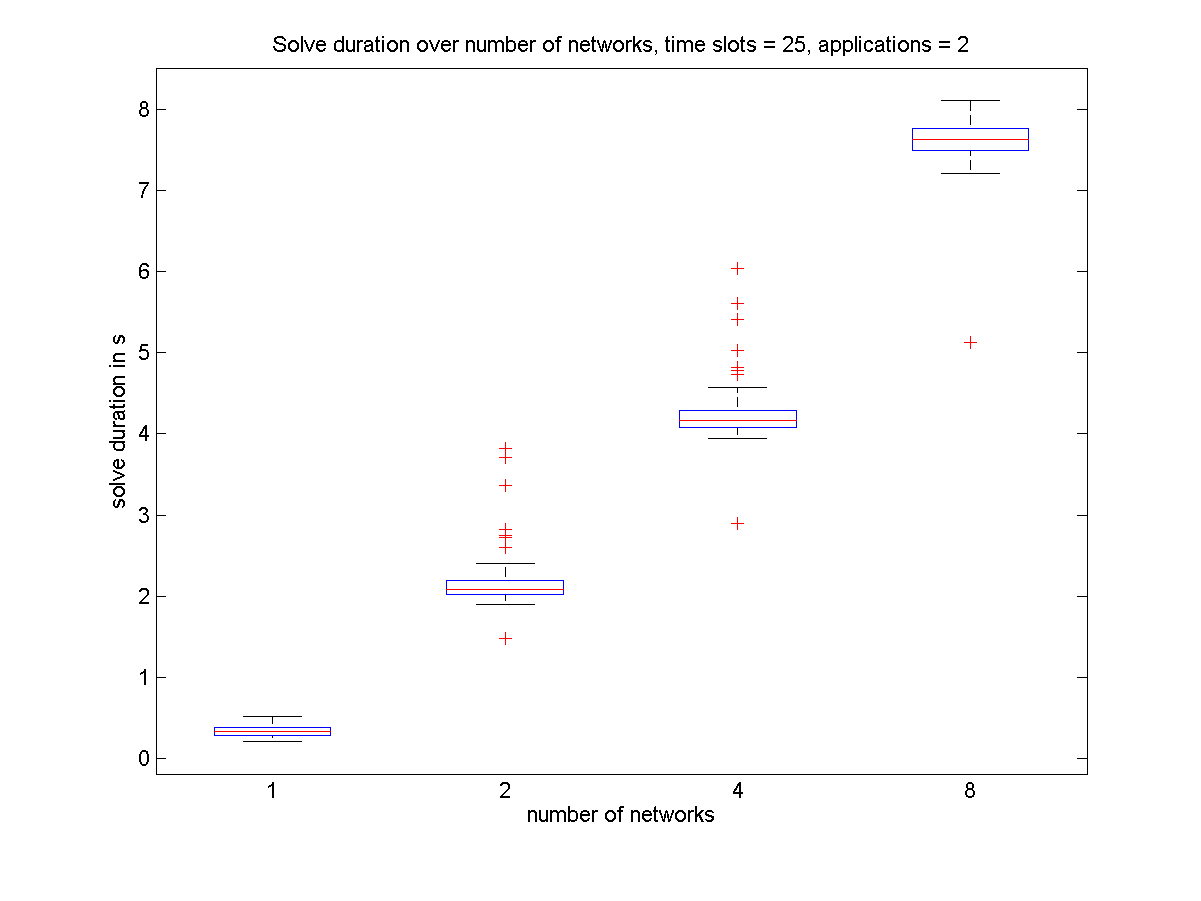 Solve duration over number of networks, time slots = 25, applications = 2
8
7
6
5
4
3
2
1
0
solve duration in s
1 2 4 8
number of networks